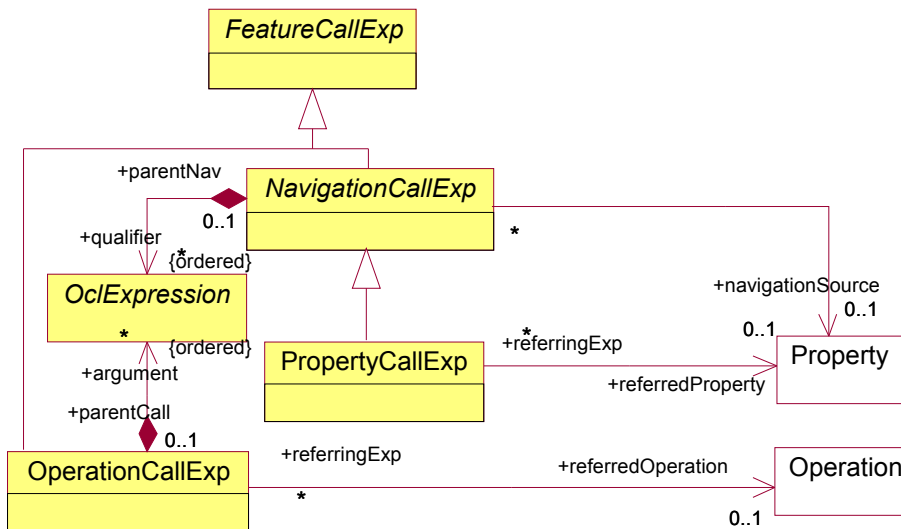 FeatureCallExp
+parentNav
NavigationCallExp
0..1
*
+qualifier
*
{ordered}
OclExpression
+navigationSource
0..1
*
{ordered}
*
0..1
+referringExp
Property
PropertyCallExp
+argument
+referredProperty
+parentCall
0..1
+referringExp
OperationCallExp
+referredOperation
Operation
*
0..1